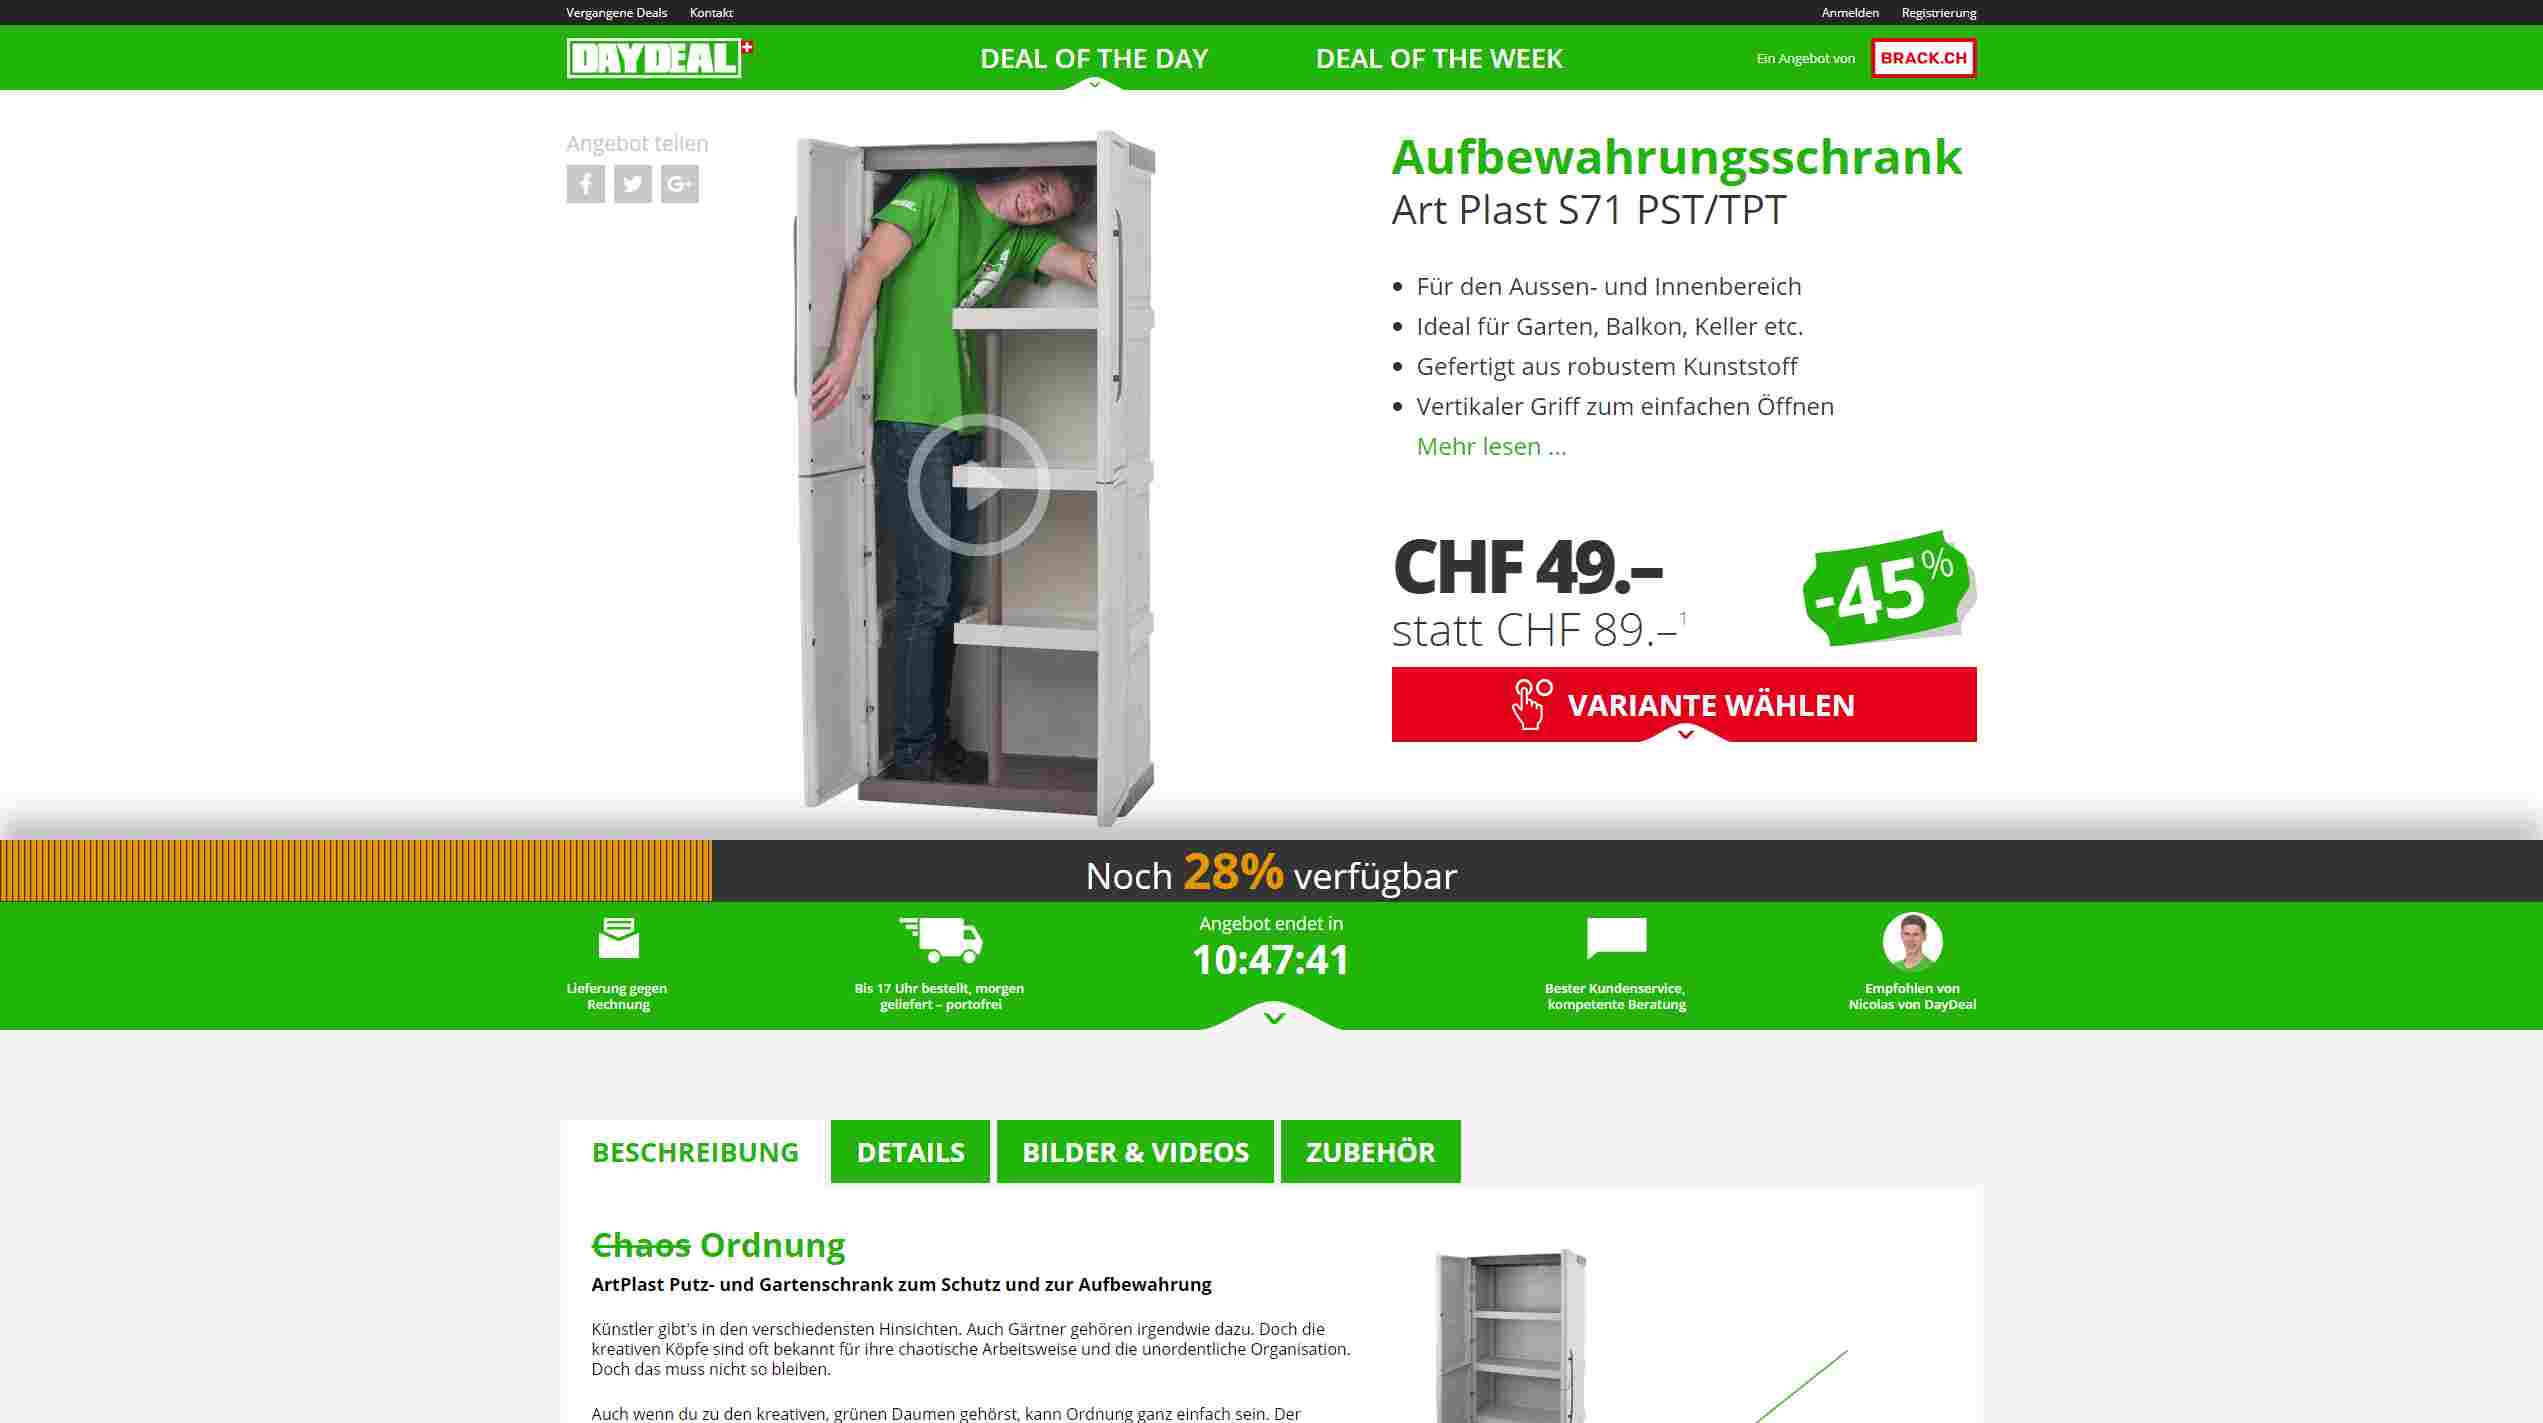 Vergangene Deals Kontakt Anmelden Registrierung
DAYDEAL DEAL OF THE DAY DEAL OF THE WEEK Ein Angebot von BRACK.CH
Angebot teilen
Aufbewahrungsschrank
Art Plast S71 PST/TPT
Für den Aussen- und Innenbereich
Ideal für Garten, Balkon, Keller etc.
Gefertigt aus robustem Kunststoff
Vertikaler Griff zum einfachen Öffnen
Mehr lesen ...
CHF 49.–
-45%
statt CHF 89.–1
VARIANTE WÄHLEN
Noch 28% verfügbar
Lieferung gegen
Rechnung
Bis 17 Uhr bestellt, morgen
geliefert – portofrei
Angebot endet in
10:47:41
Bester Kundenservice,
kompetente Beratung
Empfohlen von
Nicolas von DayDeal
BESCHREIBUNG DETAILS BILDER & VIDEOS ZUBEHÖR
Chaos Ordnung
ArtPlast Putz- und Gartenschrank zum Schutz und zur Aufbewahrung
Künstler gibt's in den verschiedensten Hinsichten. Auch Gärtner gehören irgendwie dazu. Doch die
kreativen Köpfe sind oft bekannt für ihre chaotische Arbeitsweise und die unordentliche Organisation.
Doch das muss nicht so bleiben.
Auch wenn du zu den kreativen, grünen Daumen gehörst, kann Ordnung ganz einfach sein. Der